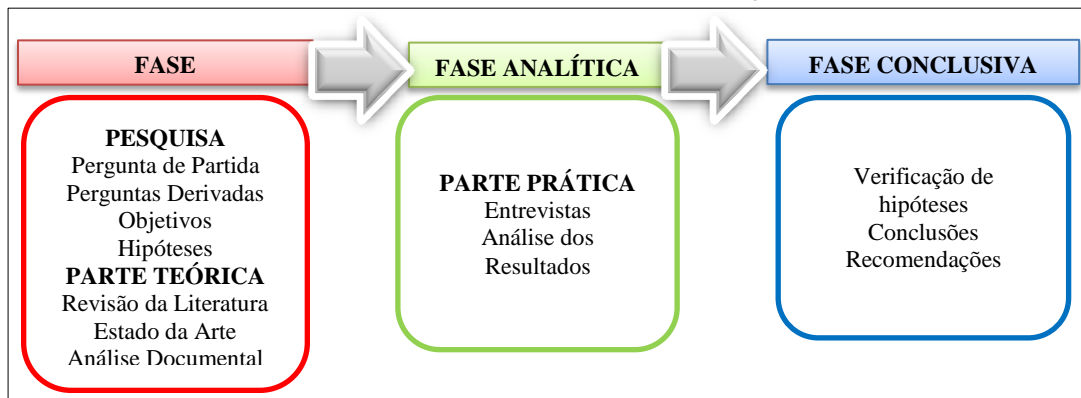 FASE
FASE ANALÍTICA
FASE CONCLUSIVA
PESQUISA
Pergunta de Partida
Perguntas Derivadas
Objetivos
Hipóteses
PARTE TEÓRICA
Revisão da Literatura
Estado da Arte
Análise Documental
PARTE PRÁTICA
Entrevistas
Análise dos
Resultados
Verificação de
hipóteses
Conclusões
Recomendações